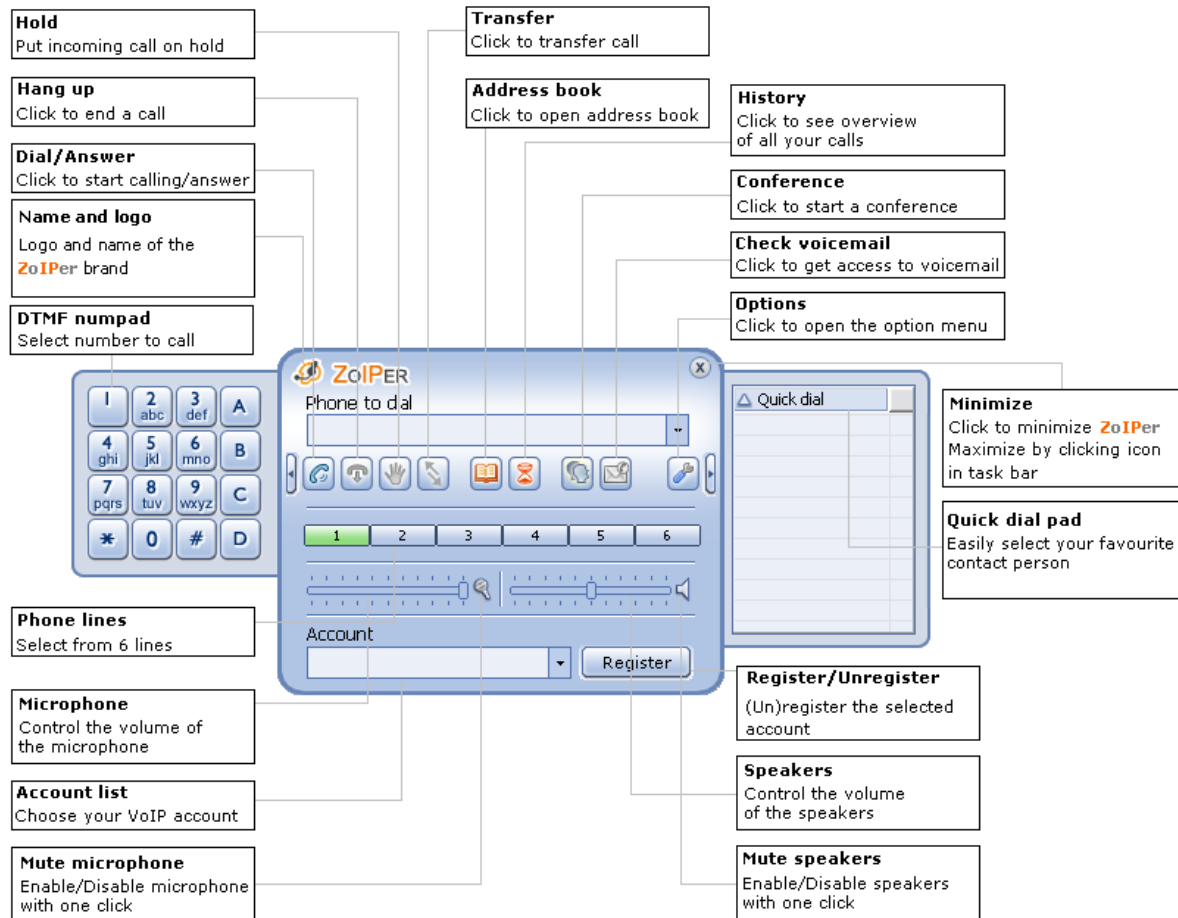 Hold
Put incoming call on hold
Hang up
Click to end a call
Dial/Answer
Click to start calling/answer
Name and logo
Logo and name of the
ZoIPer brand
DTMF numpad
Select number to call
Transfer
Click to transfer call
Address book
Click to open address book
History
Click to see overview
of all your calls
Conference
Click to start a conference
Check voicemail
Click to get access to voicemail
Options
Click to open the option menu
1
2 abc
3 def
A
4 ghi
5 jkl
6 mno
B
7 pqrs
8 tuv
9 wxyz
C
*
0
#
D
ZoIPER
X
Phone to dial
1 2 3 4 5 6
Account
Register
Quick dial
Minimize
Click to minimize ZoIPer
Maximize by clicking icon
in task bar
Quick dial pad
Easily select your favourite
contact person
Phone lines
Select from 6 lines
Microphone
Control the volume of
the microphone
Account list
Choose your VoIP account
Mute microphone
Enable/Disable microphone
with one click
Register/Unregister
(Un)register the selected
account
Speakers
Control the volume
of the speakers
Mute speakers
Enable/Disable speakers
with one click